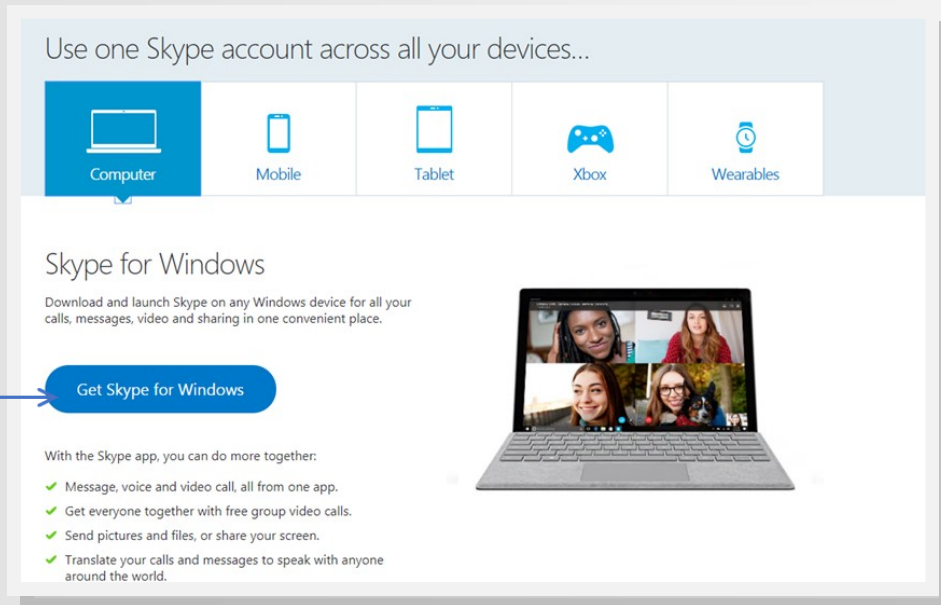 Use one Skype account across all your devices...
Computer
Mobile
Tablet
Xbox
Wearables
Skype for Windows
Download and launch Skype on any Windows device for all your
calls, messages, video and sharing in one convenient place.
Get Skype for Windows
With the Skype app, you can do more together:
Message, voice and video call, all from one app.
Get everyone together with free group video calls.
Send pictures and files, or share your screen.
Translate your calls and messages to speak with anyone
around the world.